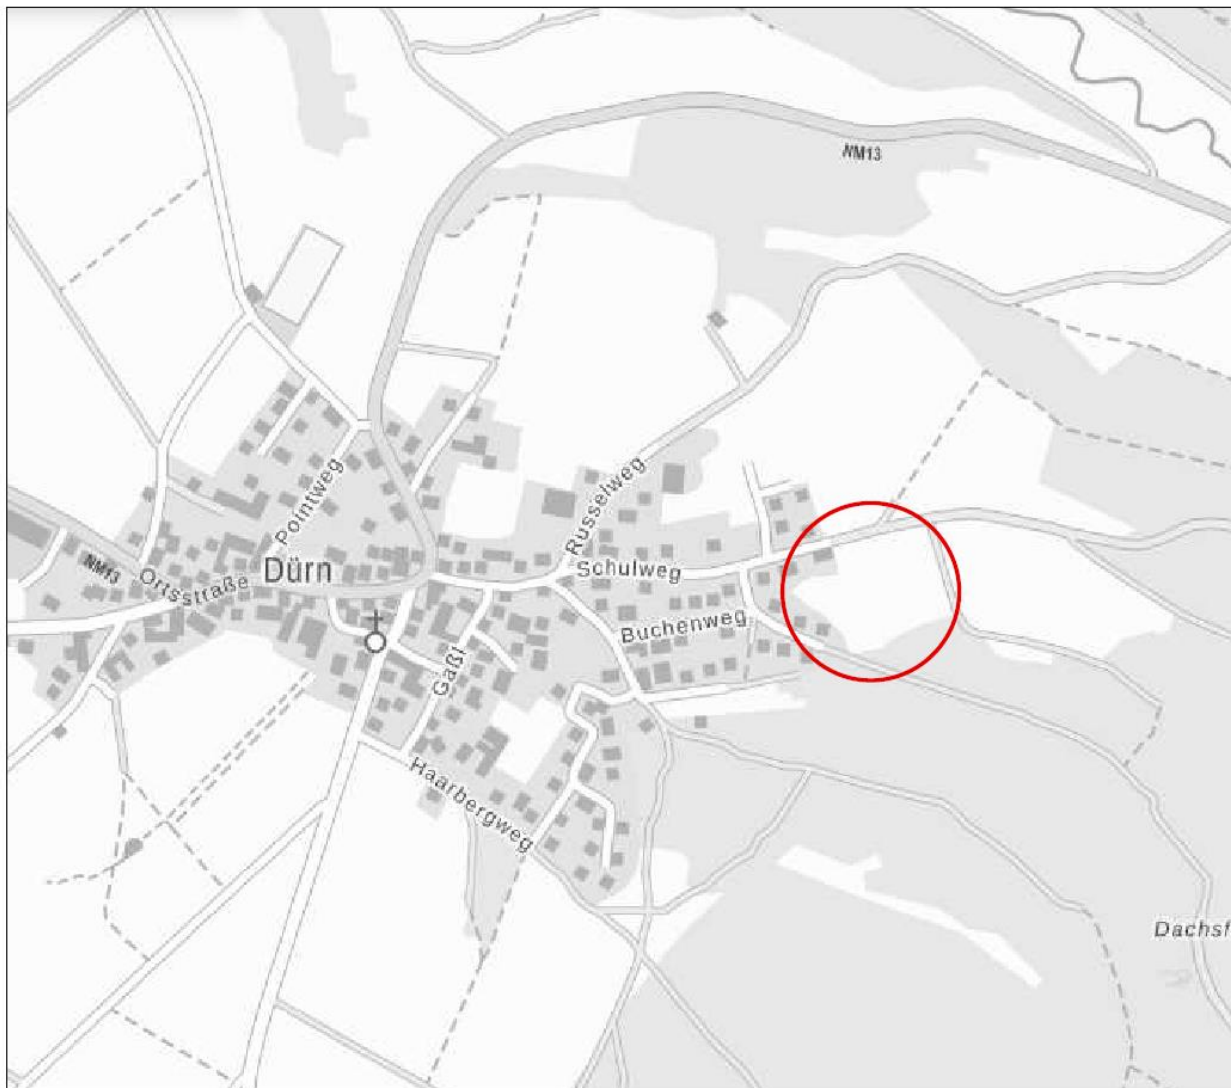 NM13
Pointweg
Russelweg
NM13
Ortsstraße
Dürn
Schulweg
Buchenweg
Gaßl
Haarbergweg
Dachsf